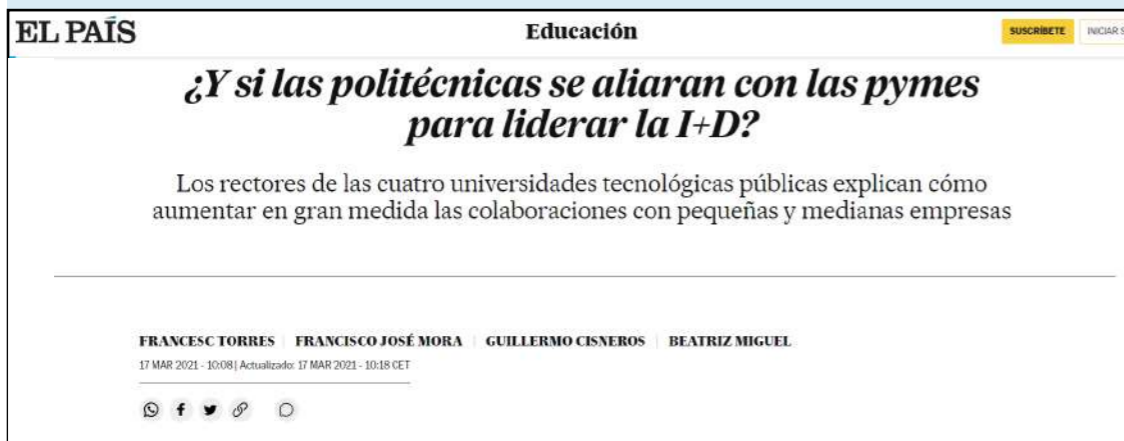 EL PAÍS
Educación
SUSCRÍBETE
INICIAR S
¿Y si las politécnicas se aliaran con las pymes
para liderar la I+D?
Los rectores de las cuatro universidades tecnológicas públicas explican cómo
aumentar en gran medida las colaboraciones con pequeñas y medianas empresas
FRANCESC TORRES | FRANCISCO JOSÉ MORA | GUILLERMO CISNEROS | BEATRIZ MIGUEL
17 MAR 2021 - 10:08 | Actualizado: 17 MAR 2021 - 10:18 CET